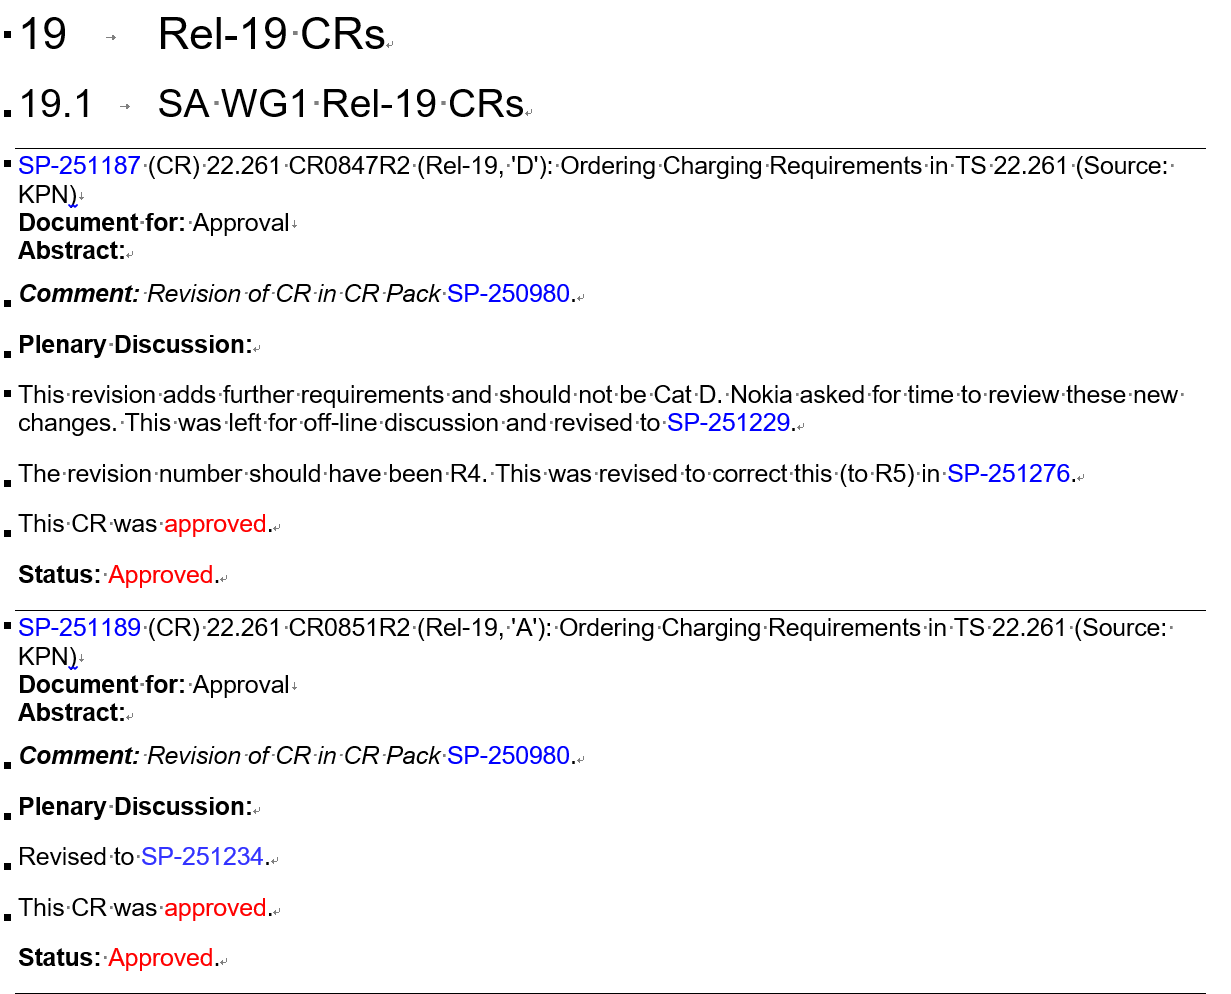 19 Rel-19 CRs
19.1 SA WG1 Rel-19 CRs
SP-251187 (CR) 22.261 CR0847R2 (Rel-19, 'D'): Ordering Charging Requirements in TS 22.261 (Source:
KPN)
Document for: Approval
Abstract:
Comment: Revision of CR in CR Pack SP-250980.
Plenary Discussion:
This revision adds further requirements and should not be Cat D. Nokia asked for time to review these new
changes. This was left for off-line discussion and revised to SP-251229.
The revision number should have been R4. This was revised to correct this (to R5) in SP-251276.
This CR was approved.
Status: Approved.
SP-251189 (CR) 22.261 CR0851R2 (Rel-19, 'A'): Ordering Charging Requirements in TS 22.261 (Source:
KPN)
Document for: Approval
Abstract:
Comment: Revision of CR in CR Pack SP-250980.
Plenary Discussion:
Revised to SP-251234.
This CR was approved.
Status: Approved.